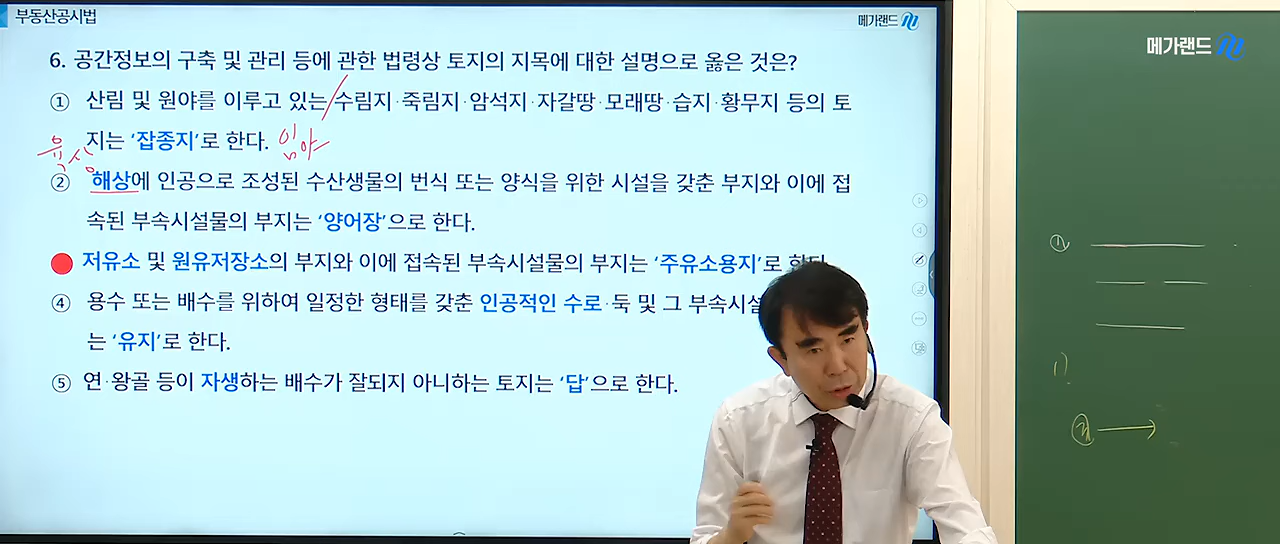 부동산공시법
메가랜드
메가랜드
6. 공간정보의 구축 및 관리 등에 관한 법령상 토지의 지목에 대한 설명으로 옳은 것은?
① 산림 및 원야를 이루고 있는 수림지·죽림지·암석지·자갈땅·모래땅·습지·황무지 등의 토
지는 ‘잡종지’로 한다. 임야
육상
② 해상에 인공으로 조성된 수산생물의 번식 또는 양식을 위한 시설을 갖춘 부지와 이에 접
속된 부속시설물의 부지는 ‘양어장’으로 한다.
저유소 및 원유저장소의 부지와 이에 접속된 부속시설물의 부지는 ‘주유소용지’로 한다.
④ 용수 또는 배수를 위하여 일정한 형태를 갖춘 인공적인 수로·둑 및 그 부속시설
는 ‘유지’로 한다.
⑤ 연·왕골 등이 자생하는 배수가 잘되지 아니하는 토지는 ‘답’으로 한다.